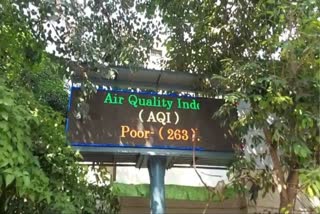 Air Quality Inde
(AQI)
Poor (263)